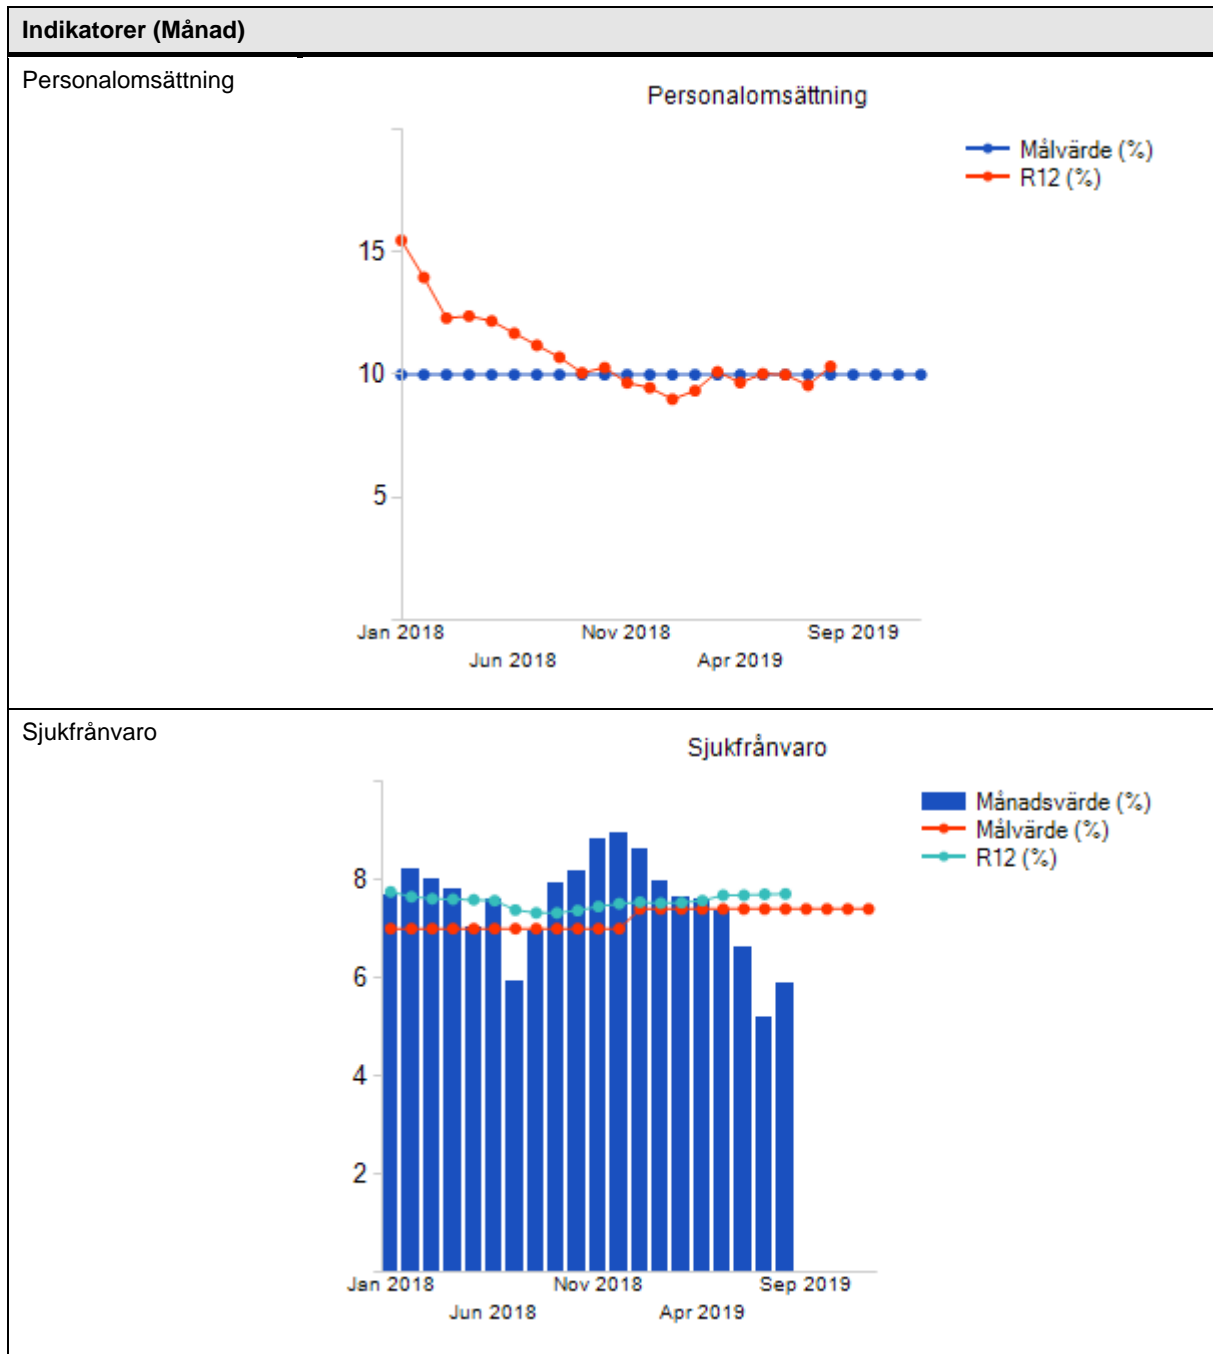 Indikatorer (Månad)
Personalomsättning
Personalomsättning
Målvärde (%)
R12 (%)
15
10
5
Jan 2018
Nov 2018
Sep 2019
Jun 2018
Apr 2019
Sjukfrånvaro
Sjukfrånvaro
Månadsvärde (%)
Målvärde (%)
R12 (%)
8
6
4
2
Jan 2018
Nov 2018
Sep 2019
Jun 2018
Apr 2019